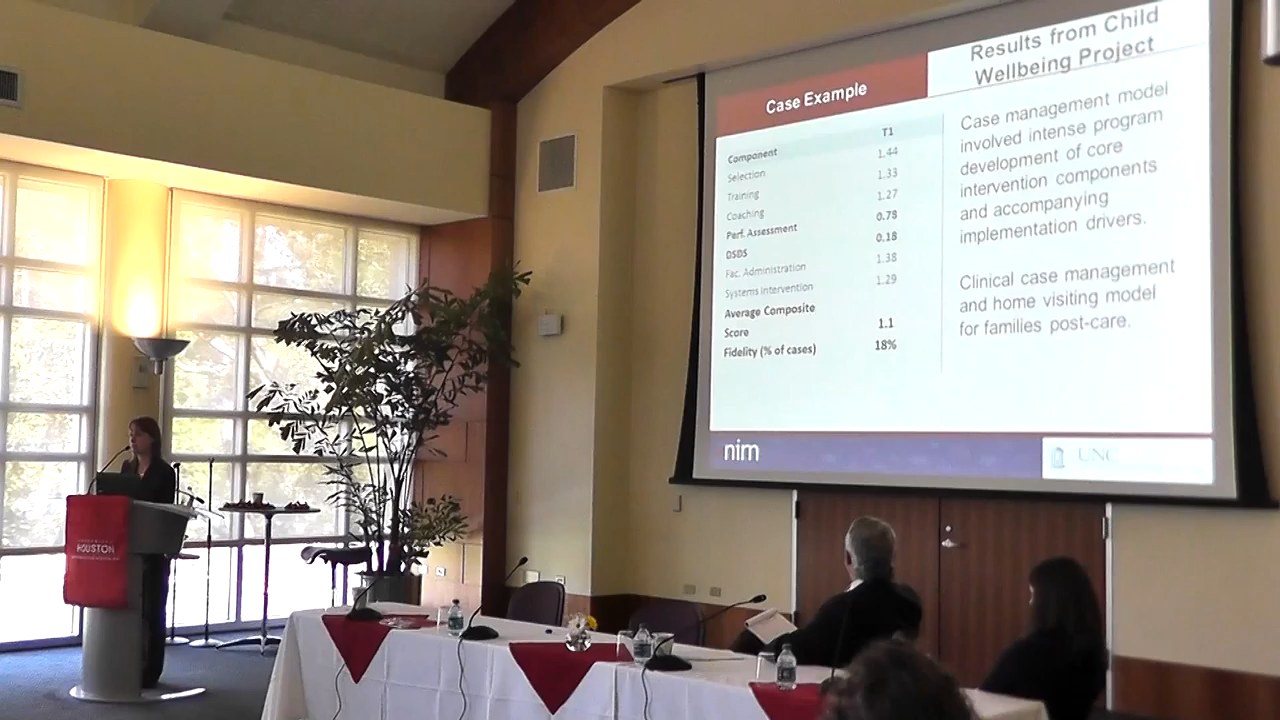 Results from Child
Wellbeing Project
Case Example
T1
Component
1.44
Selection
1.33
Training
1.27
Coaching
0.78
Perf. Assessment
0.18
DSDS
1.38
Fac. Administration
1.29
Systems Intervention
Average Composite
Score
1.1
Fidelity (% of cases)
18%
Case management model
involved intense program
development of core
intervention components
and accompanying
implementation drivers.
Clinical case management
and home visiting model
for families post-care.
nirn
UNC
HOUSTON